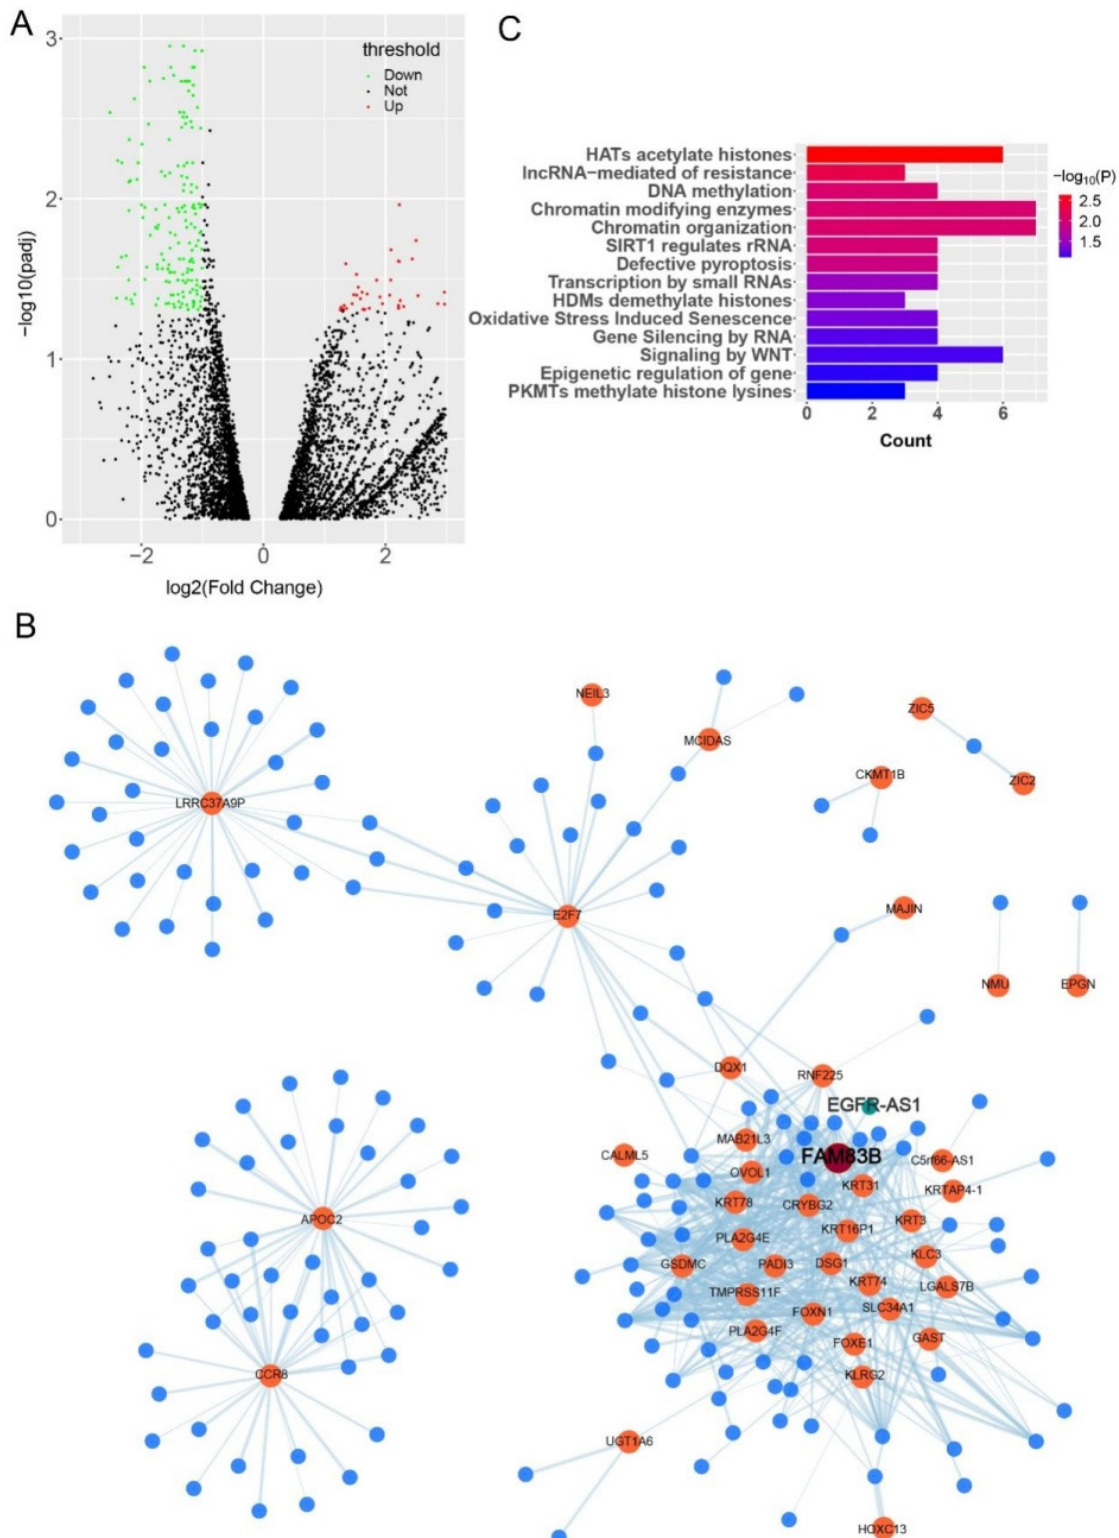 A
3
2
1
0
−log10(padj)
threshold
Down
Not
Up
−2
0
2
log2(Fold Change)
C
HATs acetylate histones
lncRNA−mediated of resistance
DNA methylation
Chromatin modifying enzymes
Chromatin organization
SIRT1 regulates rRNA
Defective pyroptosis
Transcription by small RNAs
HDMs demethylate histones
Oxidative Stress Induced Senescence
Gene Silencing by RNA
Signaling by WNT
Epigenetic regulation of gene
PKMTs methylate histone lysines
0 2 4 6
Count
−log10(P)
2.5
2.0
1.5
B
NEIL3
ZIC5
MCIDAS
CKMT1B
ZIC2
LRRC37A9P
E2F7
MAJIN
NMU
EPGN
DQX1
RNF225
EGFR-AS1
MAB21L3
CALML5
FAM83B
C5rf66-AS1
OVOL1
KRT31
KRTAP4-1
KRT78
CRYBG2
APOC2
KRT16P1
KRT3
PLA2G4E
GSDMC
PADI3
DSG1
KLC3
KRT74
LGALS7B
TMPRSS11F
FOXN1
SLC34A1
PLA2G4F
FOXE1
GAST
CCR8
KLRG2
UGT1A6
HOXC13